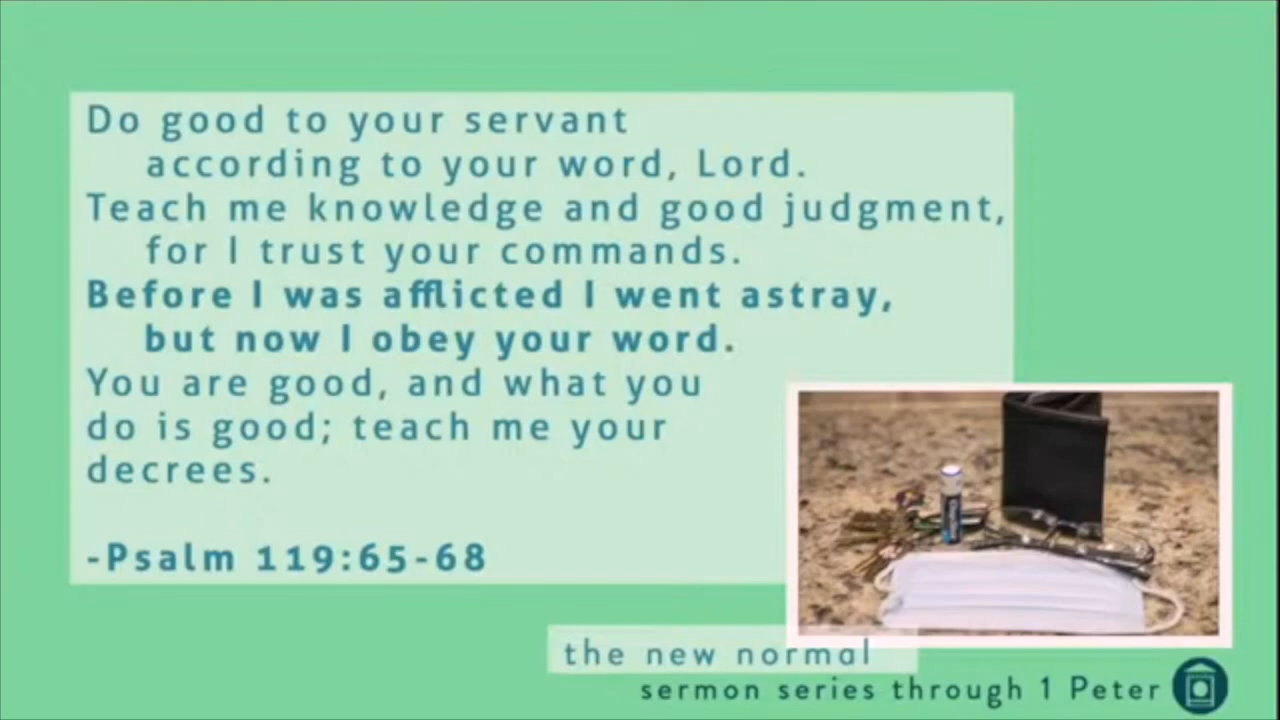 Do good to your servant
according to your word, Lord.
Teach me knowledge and good judgment,
for I trust your commands.
Before I was afflicted I went astray,
but now I obey your word.
You are good, and what you
do is good; teach me your
decrees.
-Psalm 119:65-68
the new normal
sermon series through 1 Peter